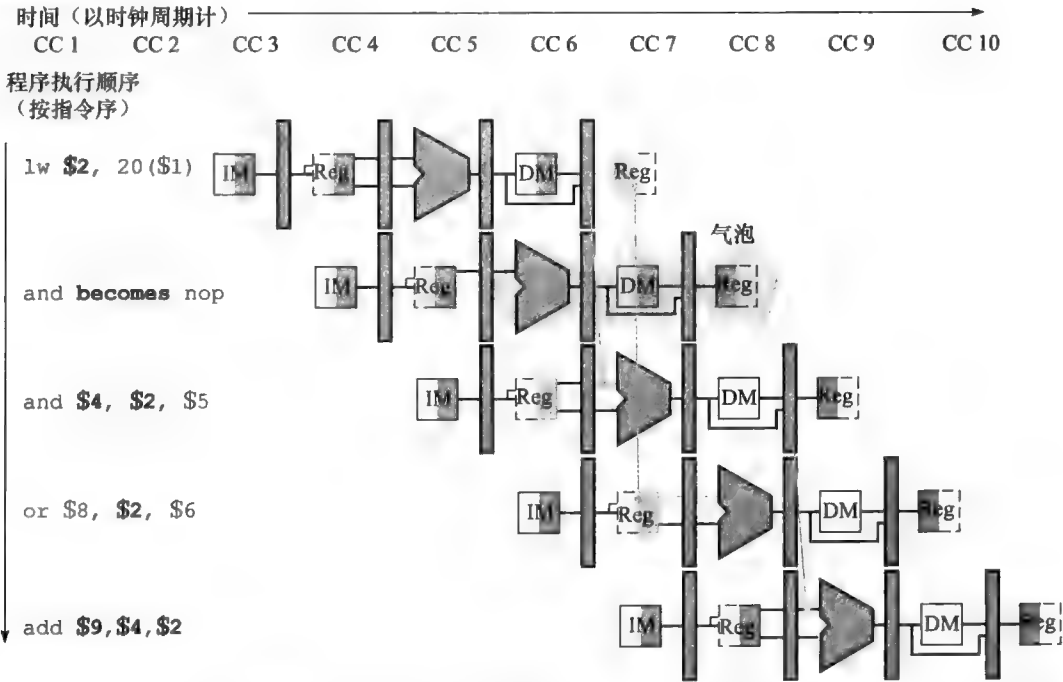 时间（以时钟周期计）
CC 1 CC 2 CC 3 CC 4 CC 5 CC 6 CC 7 CC 8 CC 9 CC 10
程序执行顺序
（按指令序）
lw $2, 20($1)
IM Reg DM Reg
气泡
and becomes nop
IM Reg DM Reg
and $4, $2, $5
IM Reg DM Reg
or $8, $2, $6
IM Reg DM Reg
add $9,$4,$2
IM Reg DM Reg